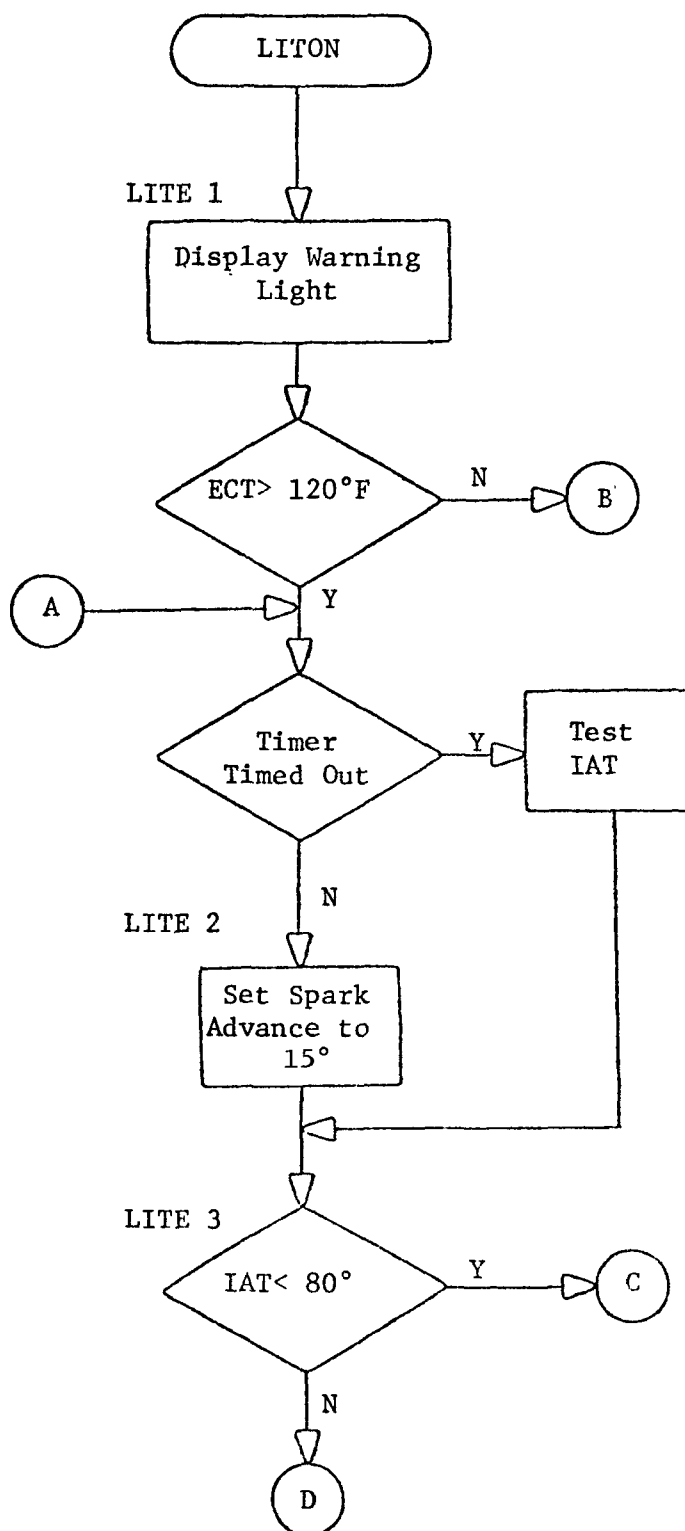 LITON
LITE 1
Display Warning
Light
ECT> 120°F
N
B
A
Y
Timer
Timed Out
Y
Test
IAT
N
LITE 2
Set Spark
Advance to
15°
LITE 3
IAT< 80°
Y
C
N
D